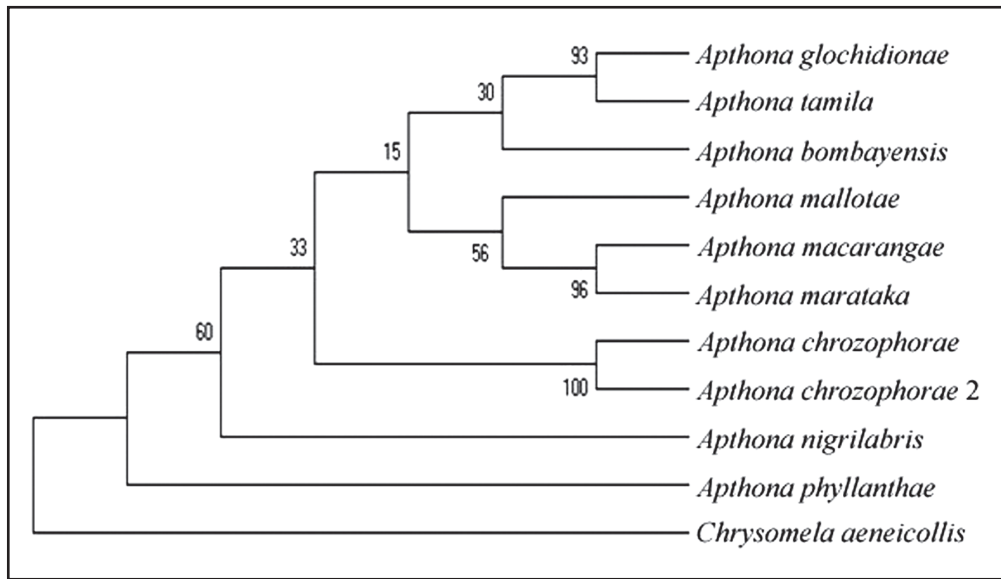 93
Apthona glochidionae
Apthona tamila
30
Apthona bombayensis
15
Apthona mallotae
56
Apthona macarangae
96
Apthona marataka
33
Apthona chrozophorae
100
Apthona chrozophorae 2
60
Apthona nigrilabris
Apthona phyllanthae
Chrysomela aeneicollis